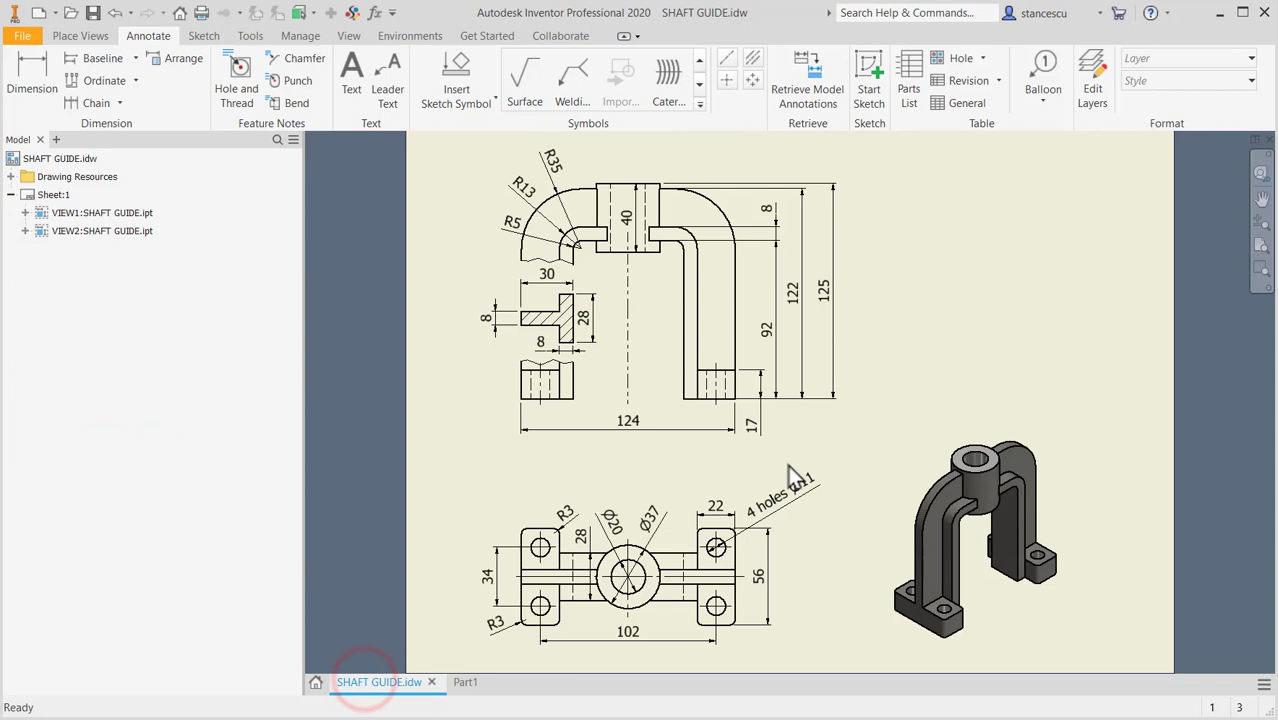 PRO
Autodesk Inventor Professional 2020 SHAFT GUIDE.idw
Search Help & Commands...
stancescu
File Place Views Annotate Sketch Tools Manage View Environments Get Started Collaborate
Dimension
Baseline
Ordinate
Chain
Arrange
Dimension
Hole and
Thread
Chamfer
Punch
Bend
Feature Notes
Text
Leader
Text
Text
Insert
Sketch Symbol
Surface
Weldi...
Impor...
Cater...
Symbols
Retrieve Model
Annotations
Retrieve
Start
Sketch
Sketch
Parts
List
Hole
Revision
General
Table
Balloon
Edit
Layers
Layer
Style
Format
Model
SHAFT GUIDE.idw
Drawing Resources
Sheet:1
VIEW1:SHAFT GUIDE.ipt
VIEW2:SHAFT GUIDE.ipt
R35
R13
R5
40
8
30
8
28
8
122
125
92
124
17
4 holes
R3
28
Ø20
Ø37
22
34
56
R3
102
SHAFT GUIDE.idw
Part1
Ready
1 3